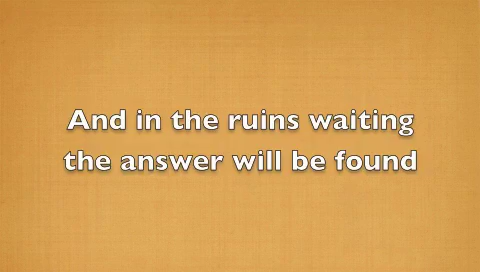 And in the ruins waiting
the answer will be found